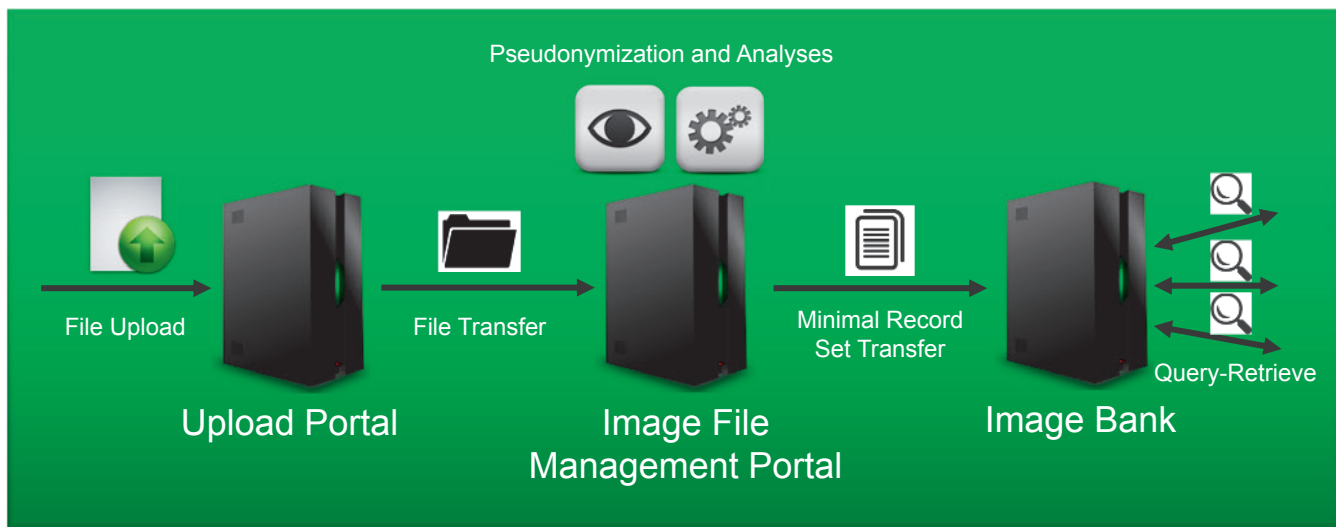 Pseudonymization and Analyses
File Upload
File Transfer
Minimal Record
Set Transfer
Query-Retrieve
Upload Portal
Image File
Management Portal
Image Bank